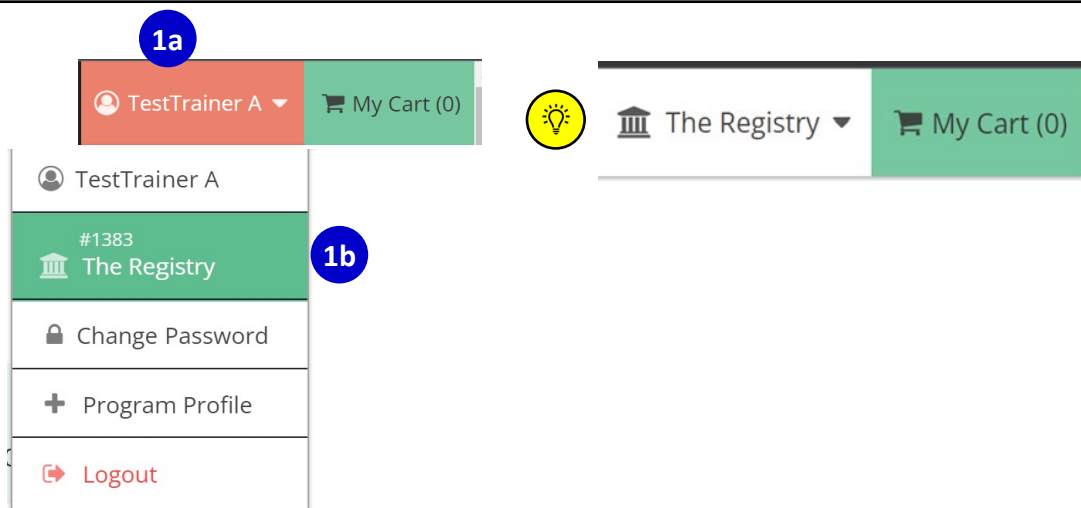 1a
TestTrainer A
My Cart (0)
The Registry
My Cart (0)
TestTrainer A
#1383
The Registry
1b
Change Password
Program Profile
Logout